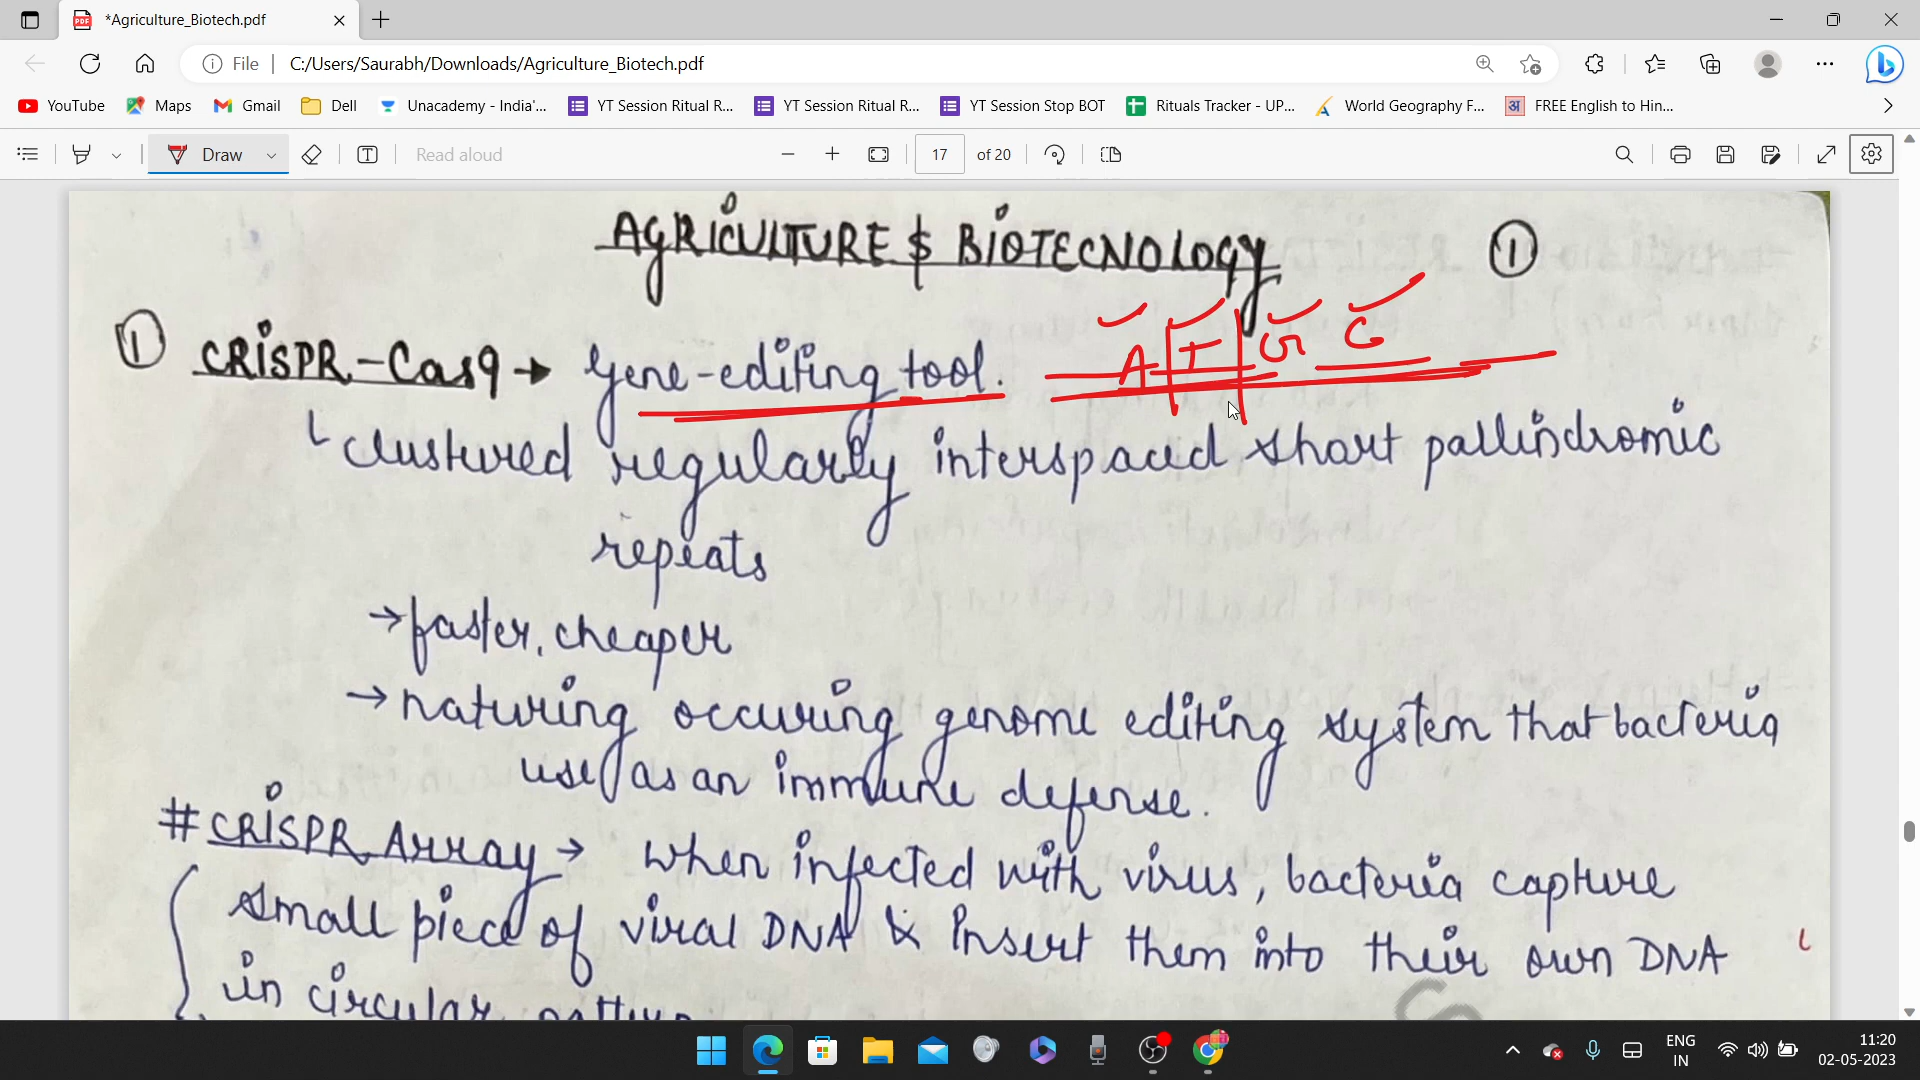 *Agriculture_Biotech.pdf
File C:/Users/Saurabh/Downloads/Agriculture_Biotech.pdf
YouTube Maps Gmail Dell Unacademy - India'... YT Session Ritual R... YT Session Ritual R... YT Session Stop BOT Rituals Tracker - UP... World Geography F... FREE English to Hin...
Draw Read aloud 17 of 20
AGRICULTURE & BIOTECNOLOGY 1
1 CRISPR-Cas9 → Gene-editing tool. A T G C
clustured regularly interspaced short pallindromic
repeats
→ faster, cheaper
→ naturing occuring genome editing system that bacteria
use as an immune defense.
# CRISPR Array → when infected with virus, bacteria capture
small piece of viral DNA & Insert them into their own DNA
in circular pattern
ENG
IN
11:20
02-05-2023